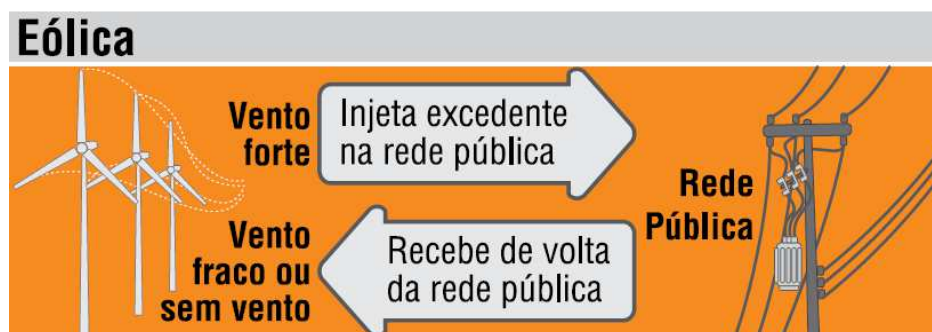 Eólica
Vento
forte
Injeta excedente
na rede pública
Rede
Pública
Vento
fraco ou
sem vento
Recebe de volta
da rede pública